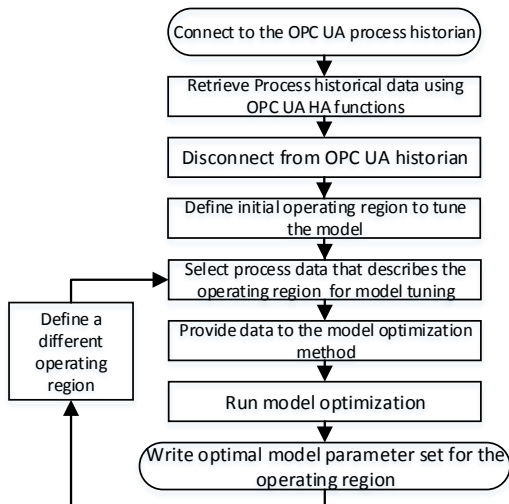 Connect to the OPC UA process historian
Retrieve Process historical data using
OPC UA HA functions
Disconnect from OPC UA historian
Define initial operating region to tune
the model
Select process data that describes the
operating region for model tuning
Define a
different
operating
region
Provide data to the model optimization
method
Run model optimization
Write optimal model parameter set for the
operating region